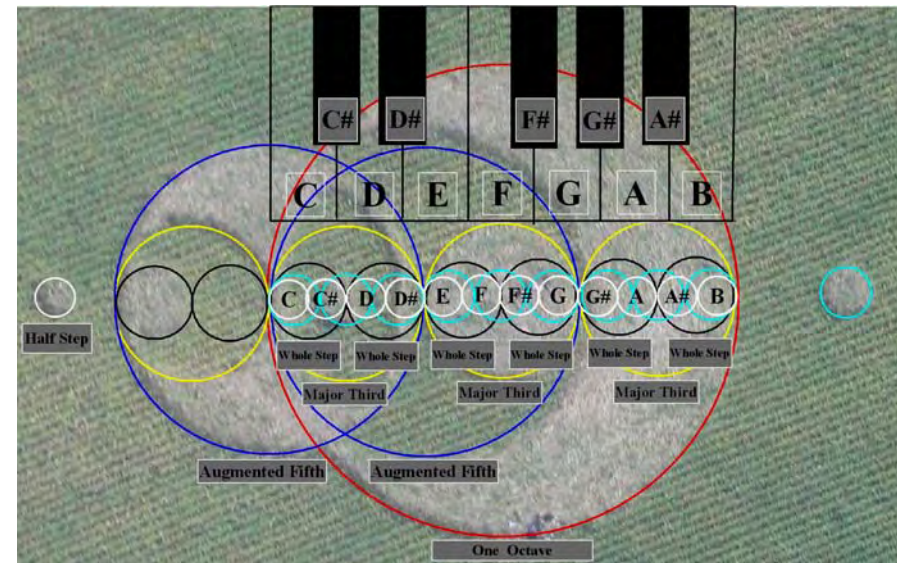 C# D# F# G# A#
C D E F G A B
C C# D D# E F F# G G# A A# B
Half Step
Whole Step Whole Step Whole Step Whole Step Whole Step Whole Step
Major Third Major Third Major Third
Augmented Fifth Augmented Fifth
One Octave